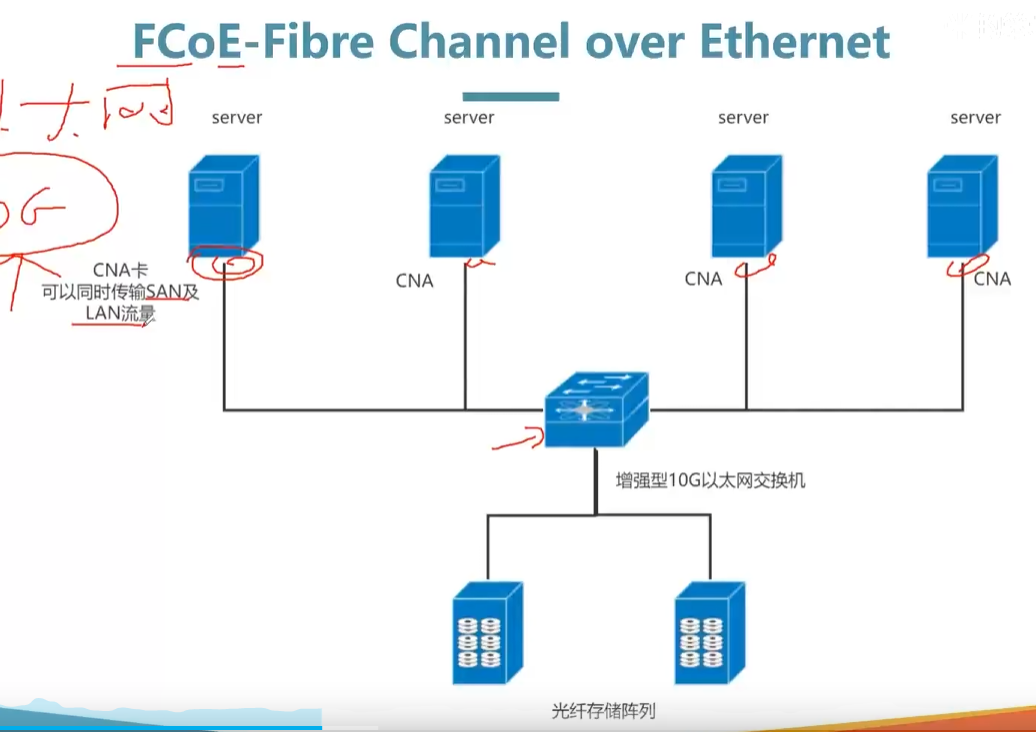 FCoE-Fibre Channel over Ethernet
server
server
server
server
CNA卡
可以同时传输SAN及
LAN流量
CNA
CNA
CNA
增强型10G以太网交换机
光纤存储阵列